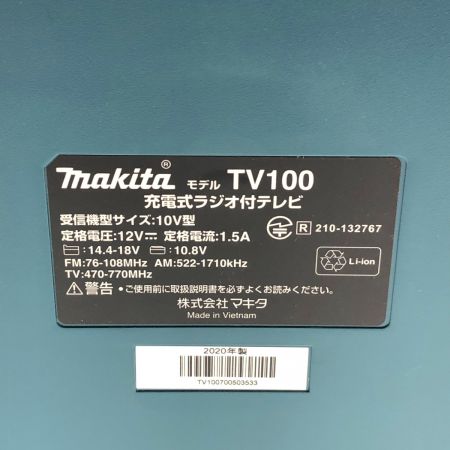 makita® モデル TV100
充電式ラジオ付テレビ
受信機型サイズ:10V型
定格電圧:12V⎓ 定格電流:1.5A
:14.4-18V :10.8V
FM:76-108MHz AM:522-1710kHz
TV:470-770MHz
R 210-132767
Li-ion
⚠警告 ・ご使用前に取扱説明書を必ずよくお読みください。
株式会社マキタ
Made in Vietnam
2020年製
TV100700503533